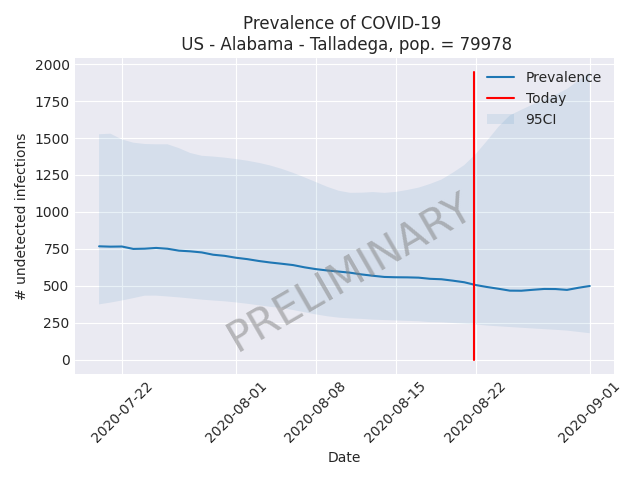 Prevalence of COVID-19
US - Alabama - Talladega, pop. = 79978
2000
1750
1500
1250
1000
750
500
250
0
# undetected infections
Prevalence
Today
95CI
PRELIMINARY
2020-07-22
2020-08-01
2020-08-08
2020-08-15
2020-08-22
2020-09-01
Date